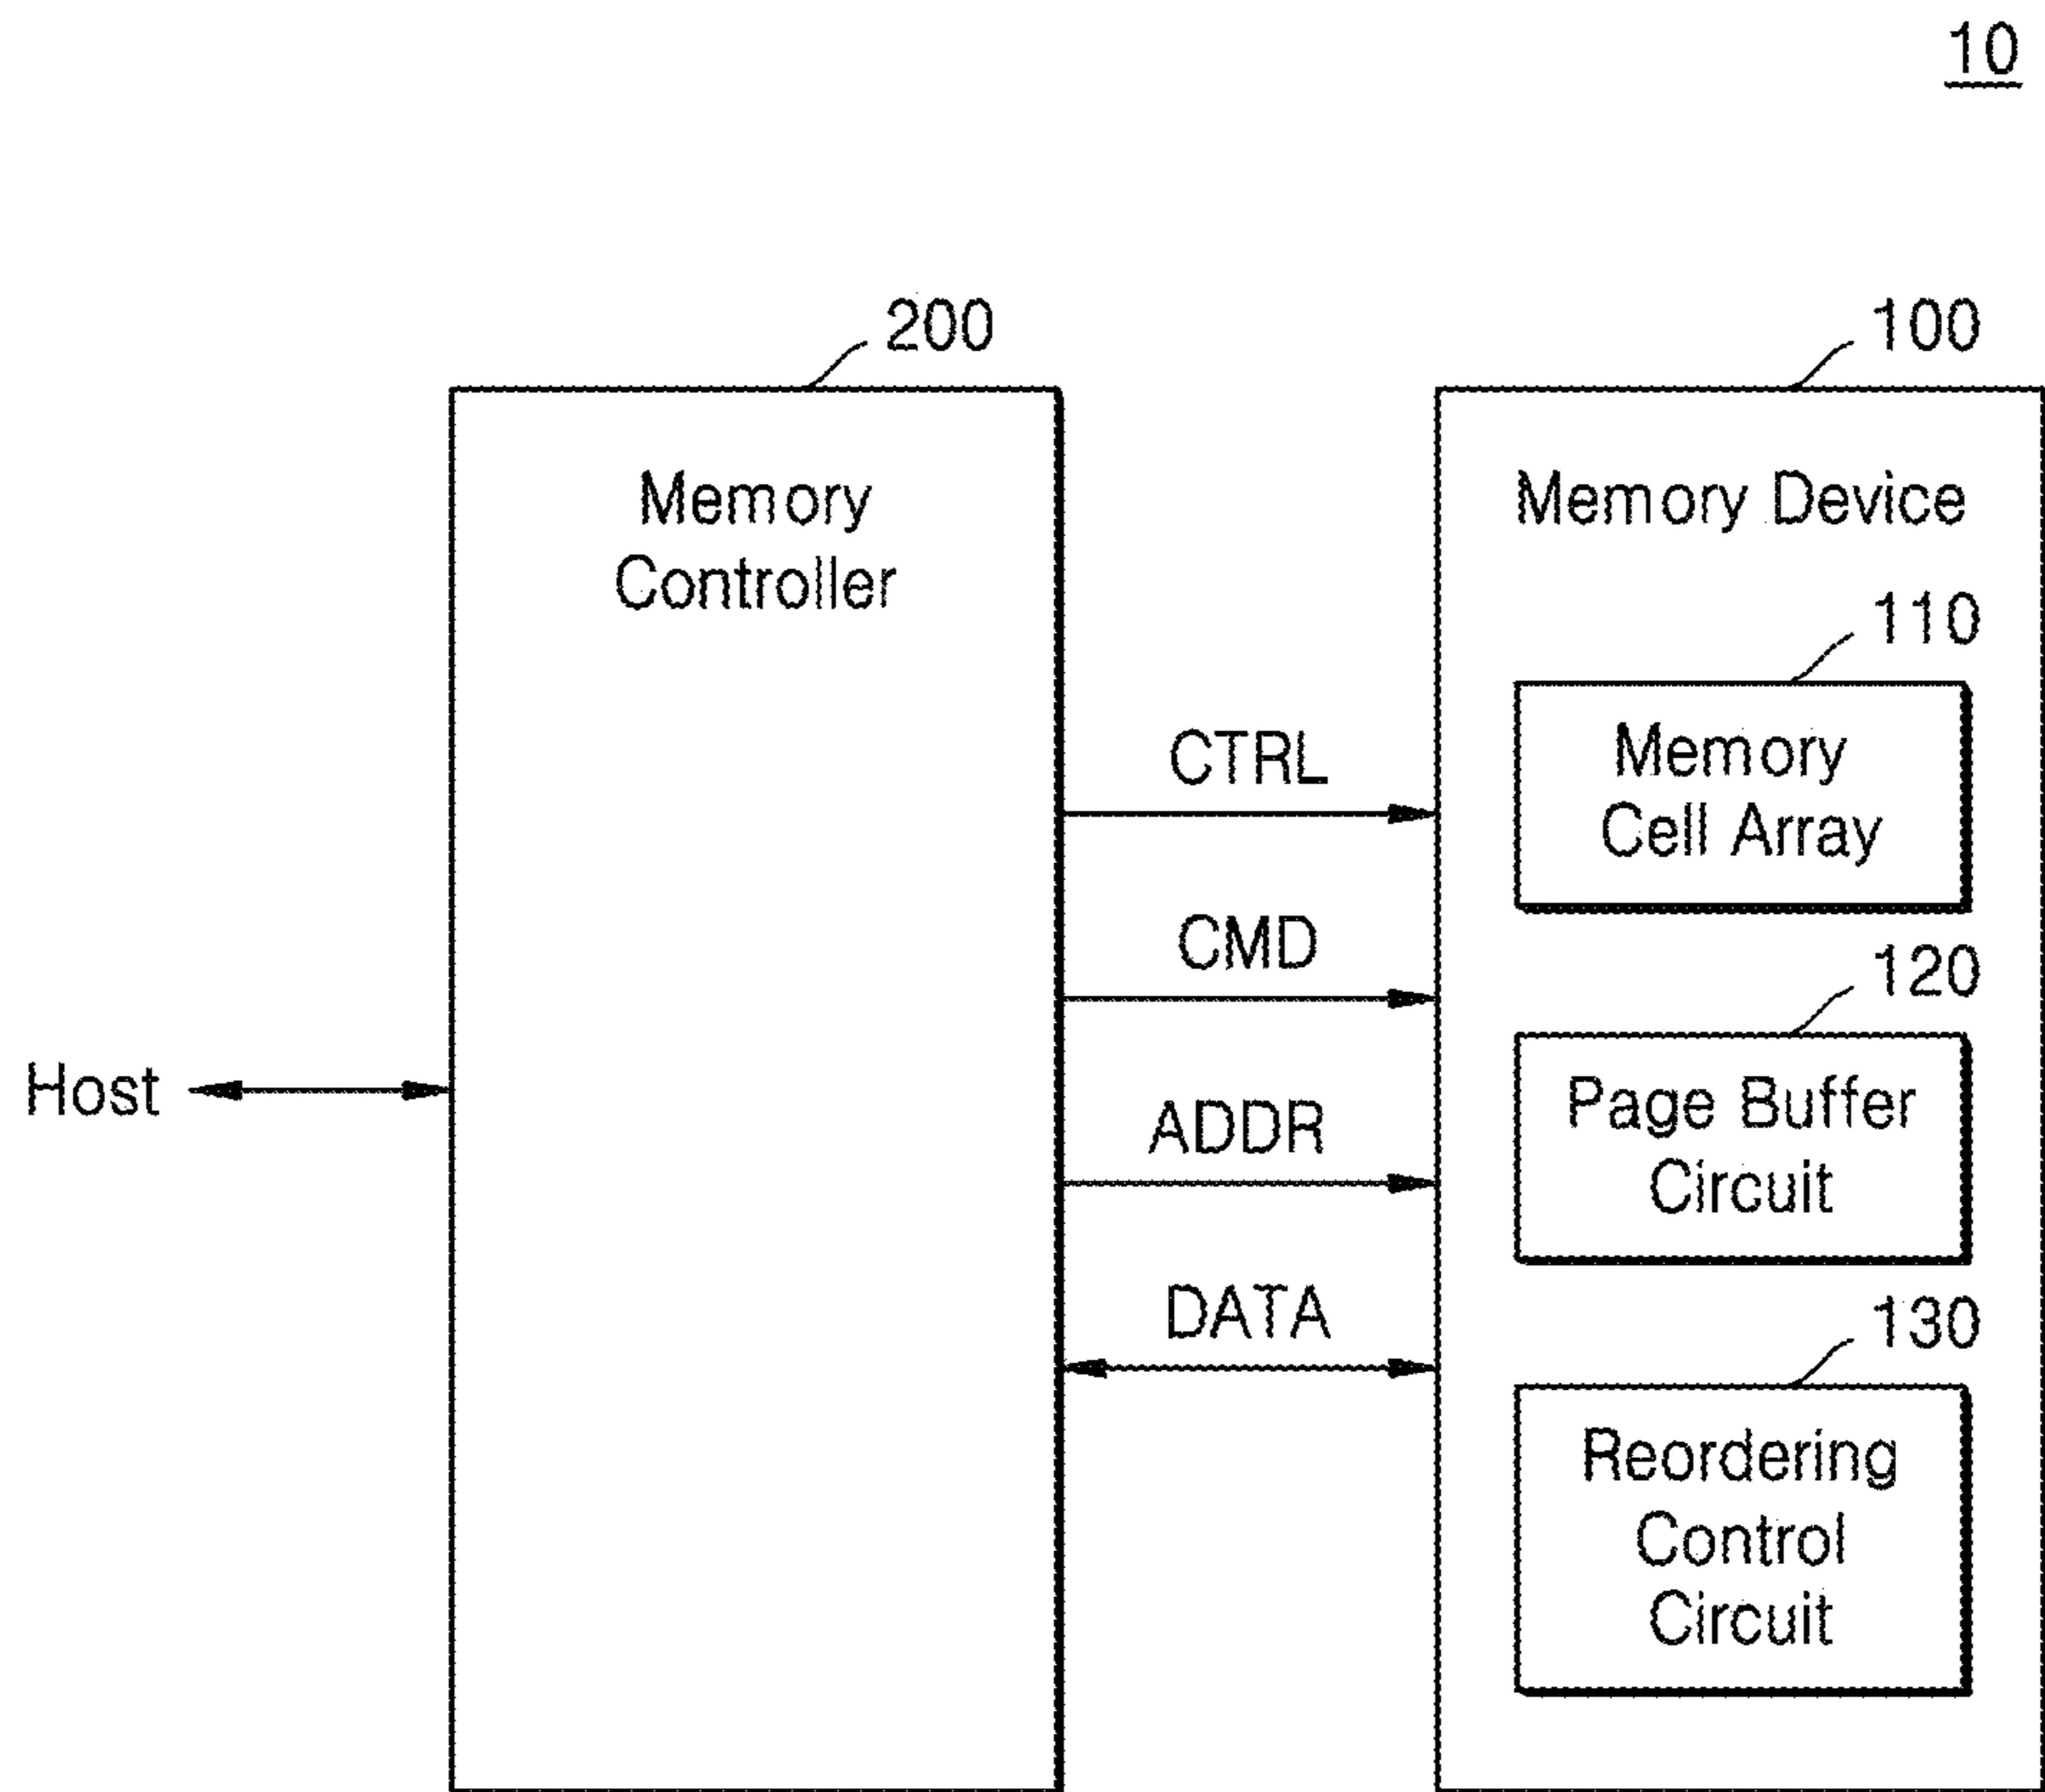 10
200
100
Memory
Controller
Memory Device
110
Memory
Cell Array
CTRL
CMD
120
Page Buffer
Circuit
Host
ADDR
DATA
130
Reordering
Control
Circuit